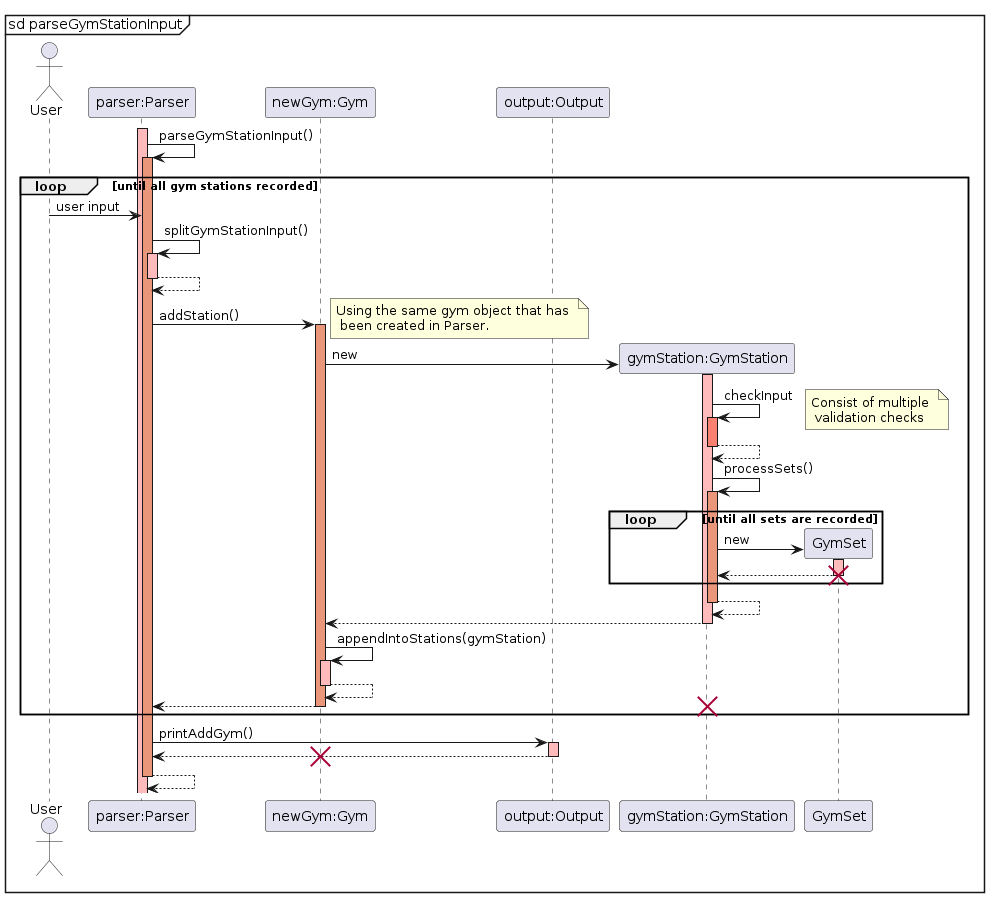 sd parseGymStationInput
User
parser:Parser
newGym:Gym
output:Output
parseGymStationInput()
loop
[until all gym stations recorded]
user input
splitGymStationInput()
addStation()
Using the same gym object that has
been created in Parser.
new
gymStation:GymStation
checkInput
Consist of multiple
validation checks
processSets()
loop
[until all sets are recorded]
new
GymSet
appendIntoStations(gymStation)
printAddGym()
User
parser:Parser
newGym:Gym
output:Output
gymStation:GymStation
GymSet